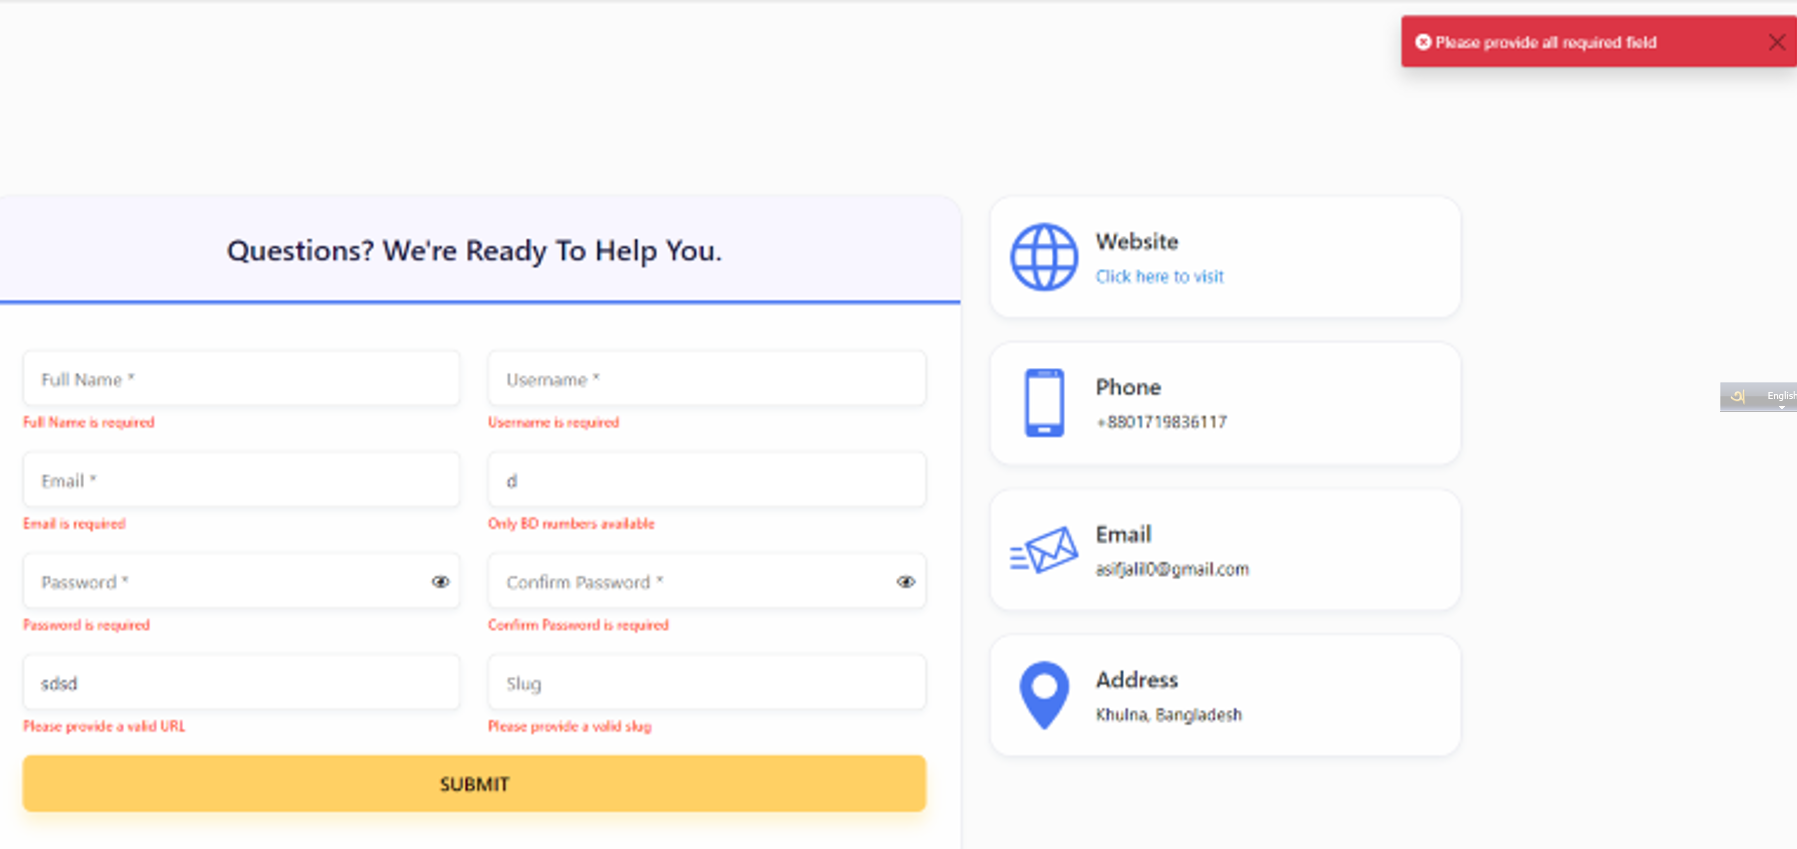 Please provide all required field
Questions? We're Ready To Help You.
Full Name *
Username *
Full Name is required
Username is required
Email *
d
Email is required
Only BD numbers available
Password *
Confirm Password *
Password is required
Confirm Password is required
sdsd
Slug
Please provide a valid URL
Please provide a valid slug
SUBMIT
Website
Click here to visit
Phone
+8801719836117
Email
asifjalil0@gmail.com
Address
Khulna, Bangladesh
অ English